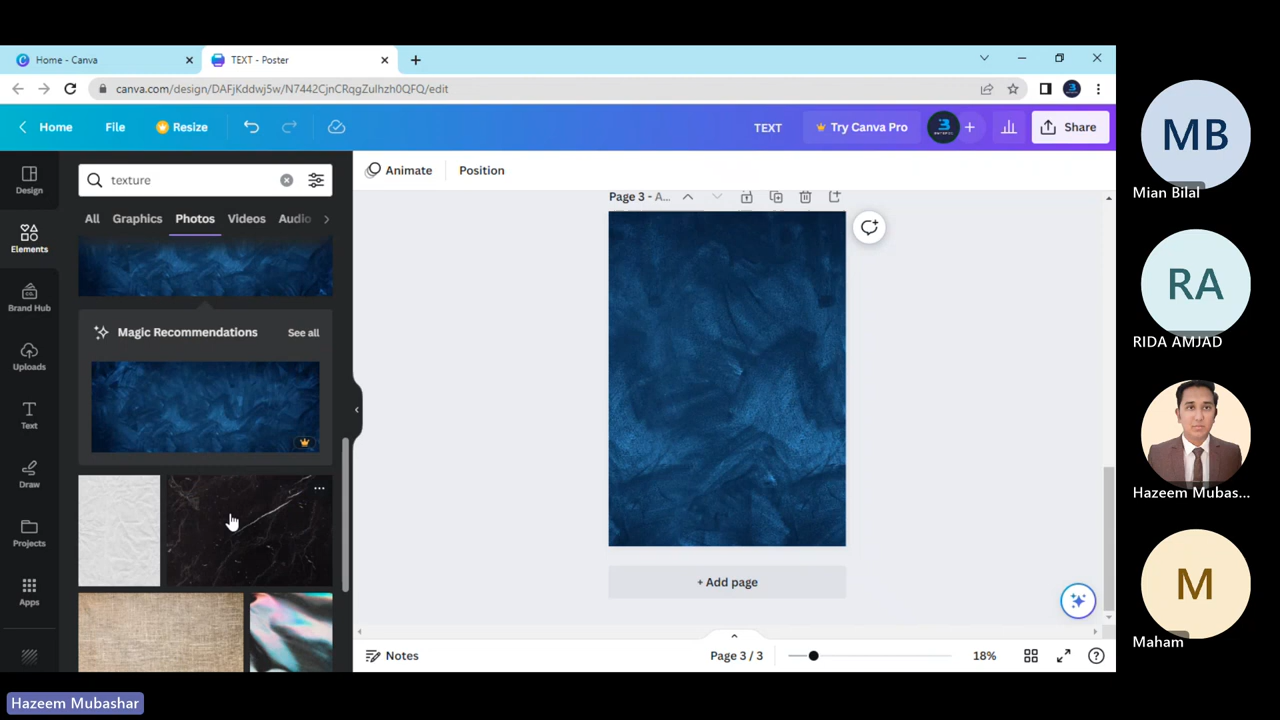 Home - Canva
TEXT - Poster
canva.com/design/DAFjKddwj5w/N7442CjnCRqgZulhzh0QFQ/edit
Home
File
Resize
TEXT
Try Canva Pro
Share
Design
Elements
Brand Hub
Uploads
Text
Draw
Projects
Apps
texture
All
Graphics
Photos
Videos
Audio
Magic Recommendations
See all
Animate
Position
Page 3 - A...
+ Add page
Notes
Page 3 / 3
18%
MB
Mian Bilal
RA
RIDA AMJAD
Hazeem Mubas...
M
Maham
Hazeem Mubashar